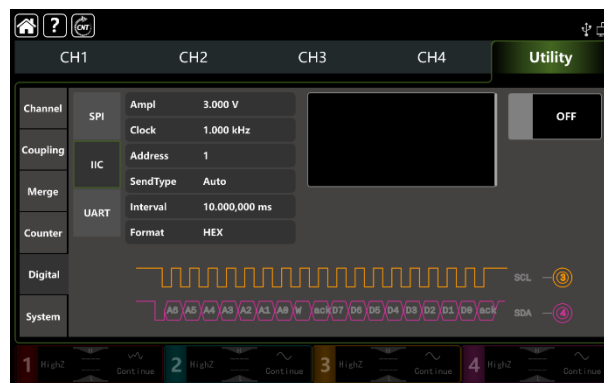 ? CNT
CH1 CH2 CH3 CH4 Utility
Channel
Coupling
Merge
Counter
Digital
System
SPI
IIC
UART
Ampl 3.000 V
Clock 1.000 kHz
Address 1
SendType Auto
Interval 10.000,000 ms
Format HEX
OFF
SCL 3
A6 A5 A4 A3 A2 A1 A0 W ack D7 D6 D5 D4 D3 D2 D1 D0 ack SDA 4
1 HighZ Continue 2 HighZ Continue 3 HighZ Continue 4 HighZ Continue